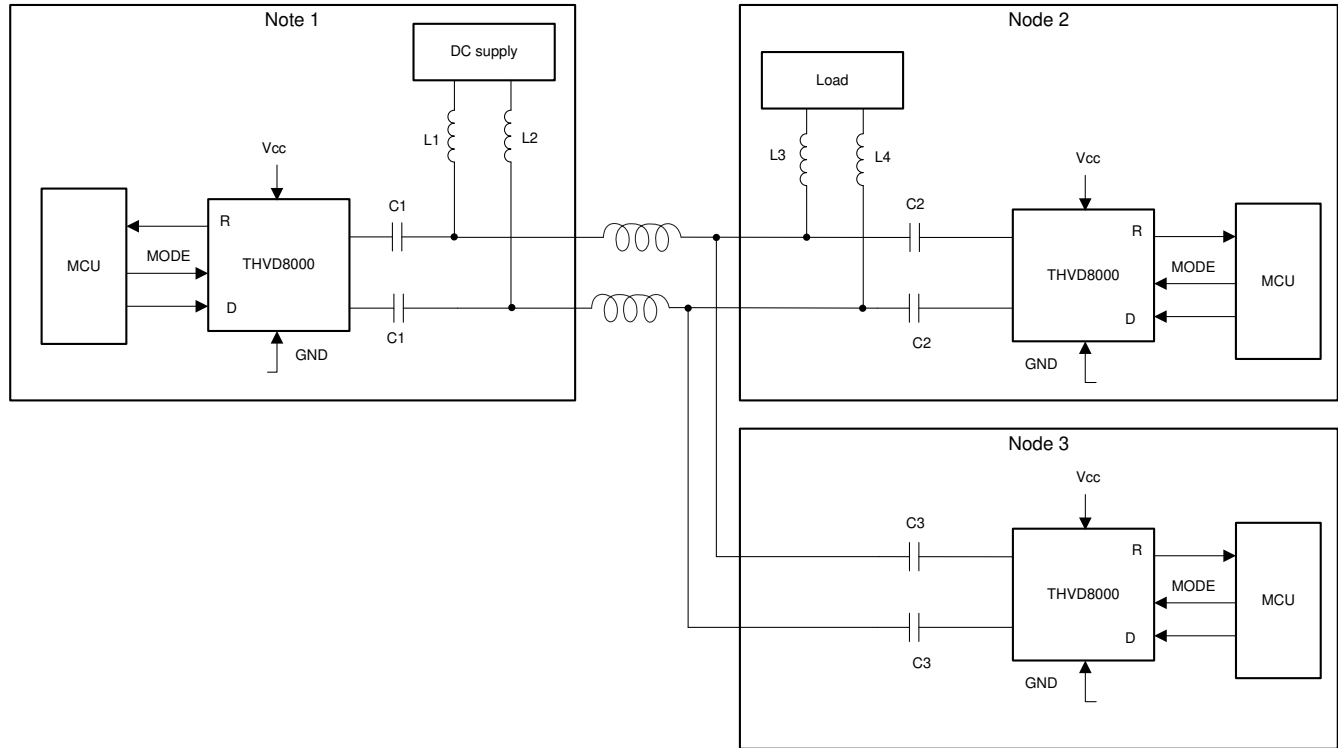 Note 1
DC supply
L1
L2
Vcc
C1
R
MODE
MCU
THVD8000
D
C1
GND
Node 2
Load
L3
L4
Vcc
C2
R
MODE
THVD8000
MCU
D
C2
GND
Node 3
Vcc
C3
R
MODE
THVD8000
MCU
D
C3
GND